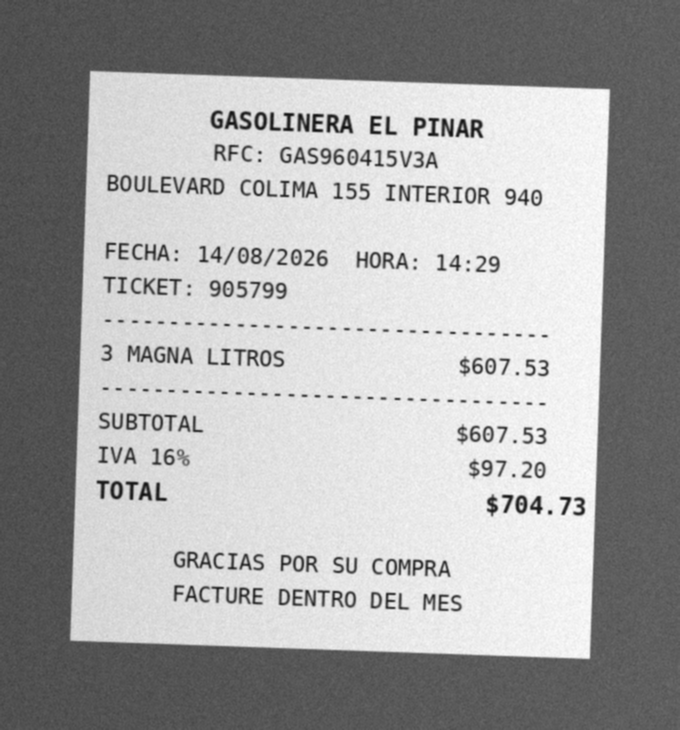 GASOLINERA EL PINAR
RFC: GAS960415V3A
BOULEVARD COLIMA 155 INTERIOR 940
FECHA: 14/08/2026  HORA: 14:29
TICKET: 905799
----------------------------------
3 MAGNA LITROS $607.53
----------------------------------
SUBTOTAL $607.53
IVA 16% $97.20
TOTAL $704.73
GRACIAS POR SU COMPRA
FACTURE DENTRO DEL MES